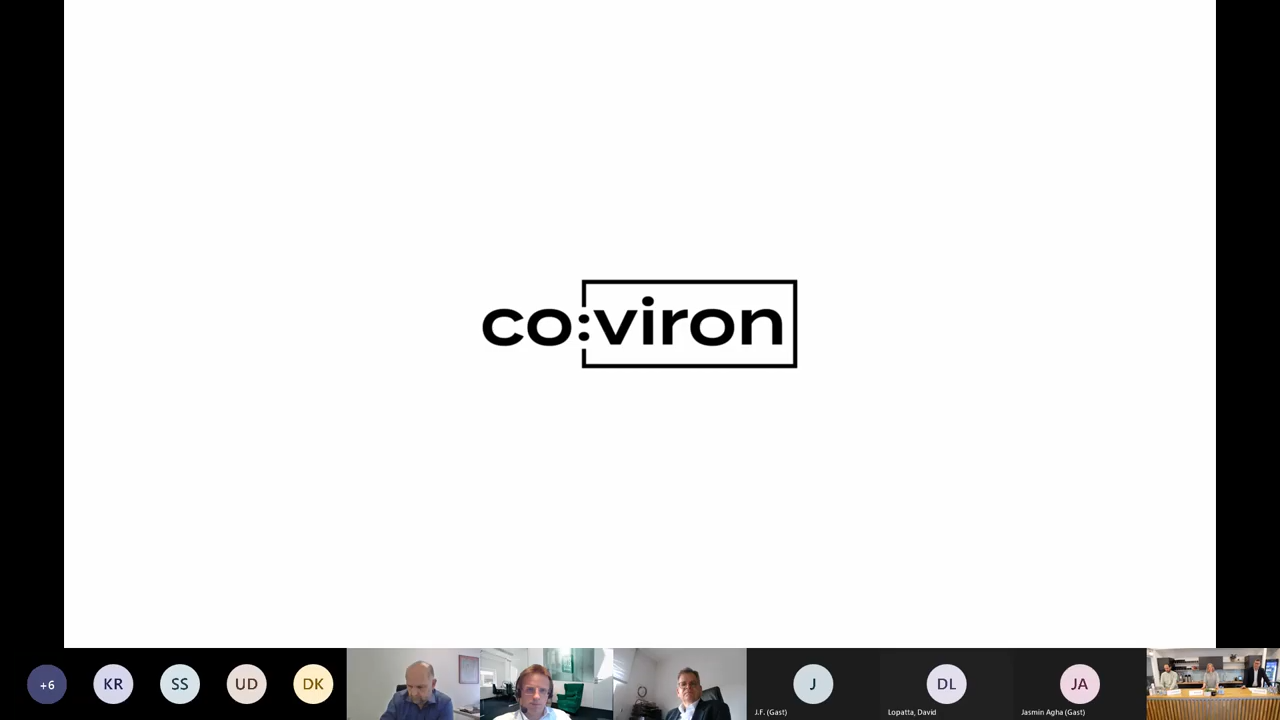 co:viron
+6
KR
SS
UD
DK
J
J.F. (Gast)
DL
Lopatta, David
JA
Jasmin Agha (Gast)